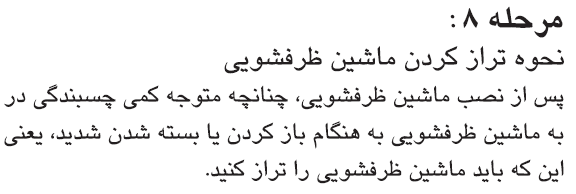 مرحله ۸ :
نحوه تراز کردن ماشین ظرفشویی
پس از نصب ماشین ظرفشویی، چنانچه متوجه کمی چسبندگی در
به ماشین ظرفشویی به هنگام باز کردن یا بسته شدن شدید، یعنی
این که باید ماشین ظرفشویی را تراز کنید.